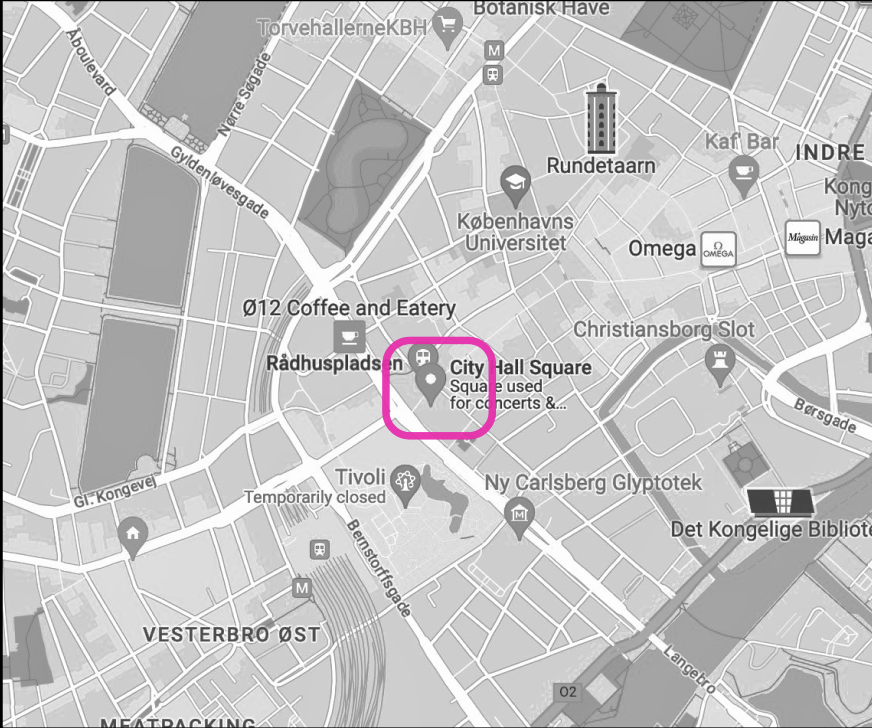 Botanisk Have
TorvehallerneKBH
M
Åboulevard
Nørre Søgade
Gyldenløvesgade
Rundetaarn
Kaf' Bar
INDRE
Kong
Nyto
Københavns
Universitet
Omega
Ω
OMEGA
Magasin
Maga
Ø12 Coffee and Eatery
Christiansborg Slot
Rådhuspladsen
City Hall Square
Square used
for concerts &...
Børsgade
Gl. Kongevej
Tivoli
Temporarily closed
Ny Carlsberg Glyptotek
M
Det Kongelige Bibliote
Bernstorffsgade
M
VESTERBRO ØST
Langebro
O2
MEATPACKING